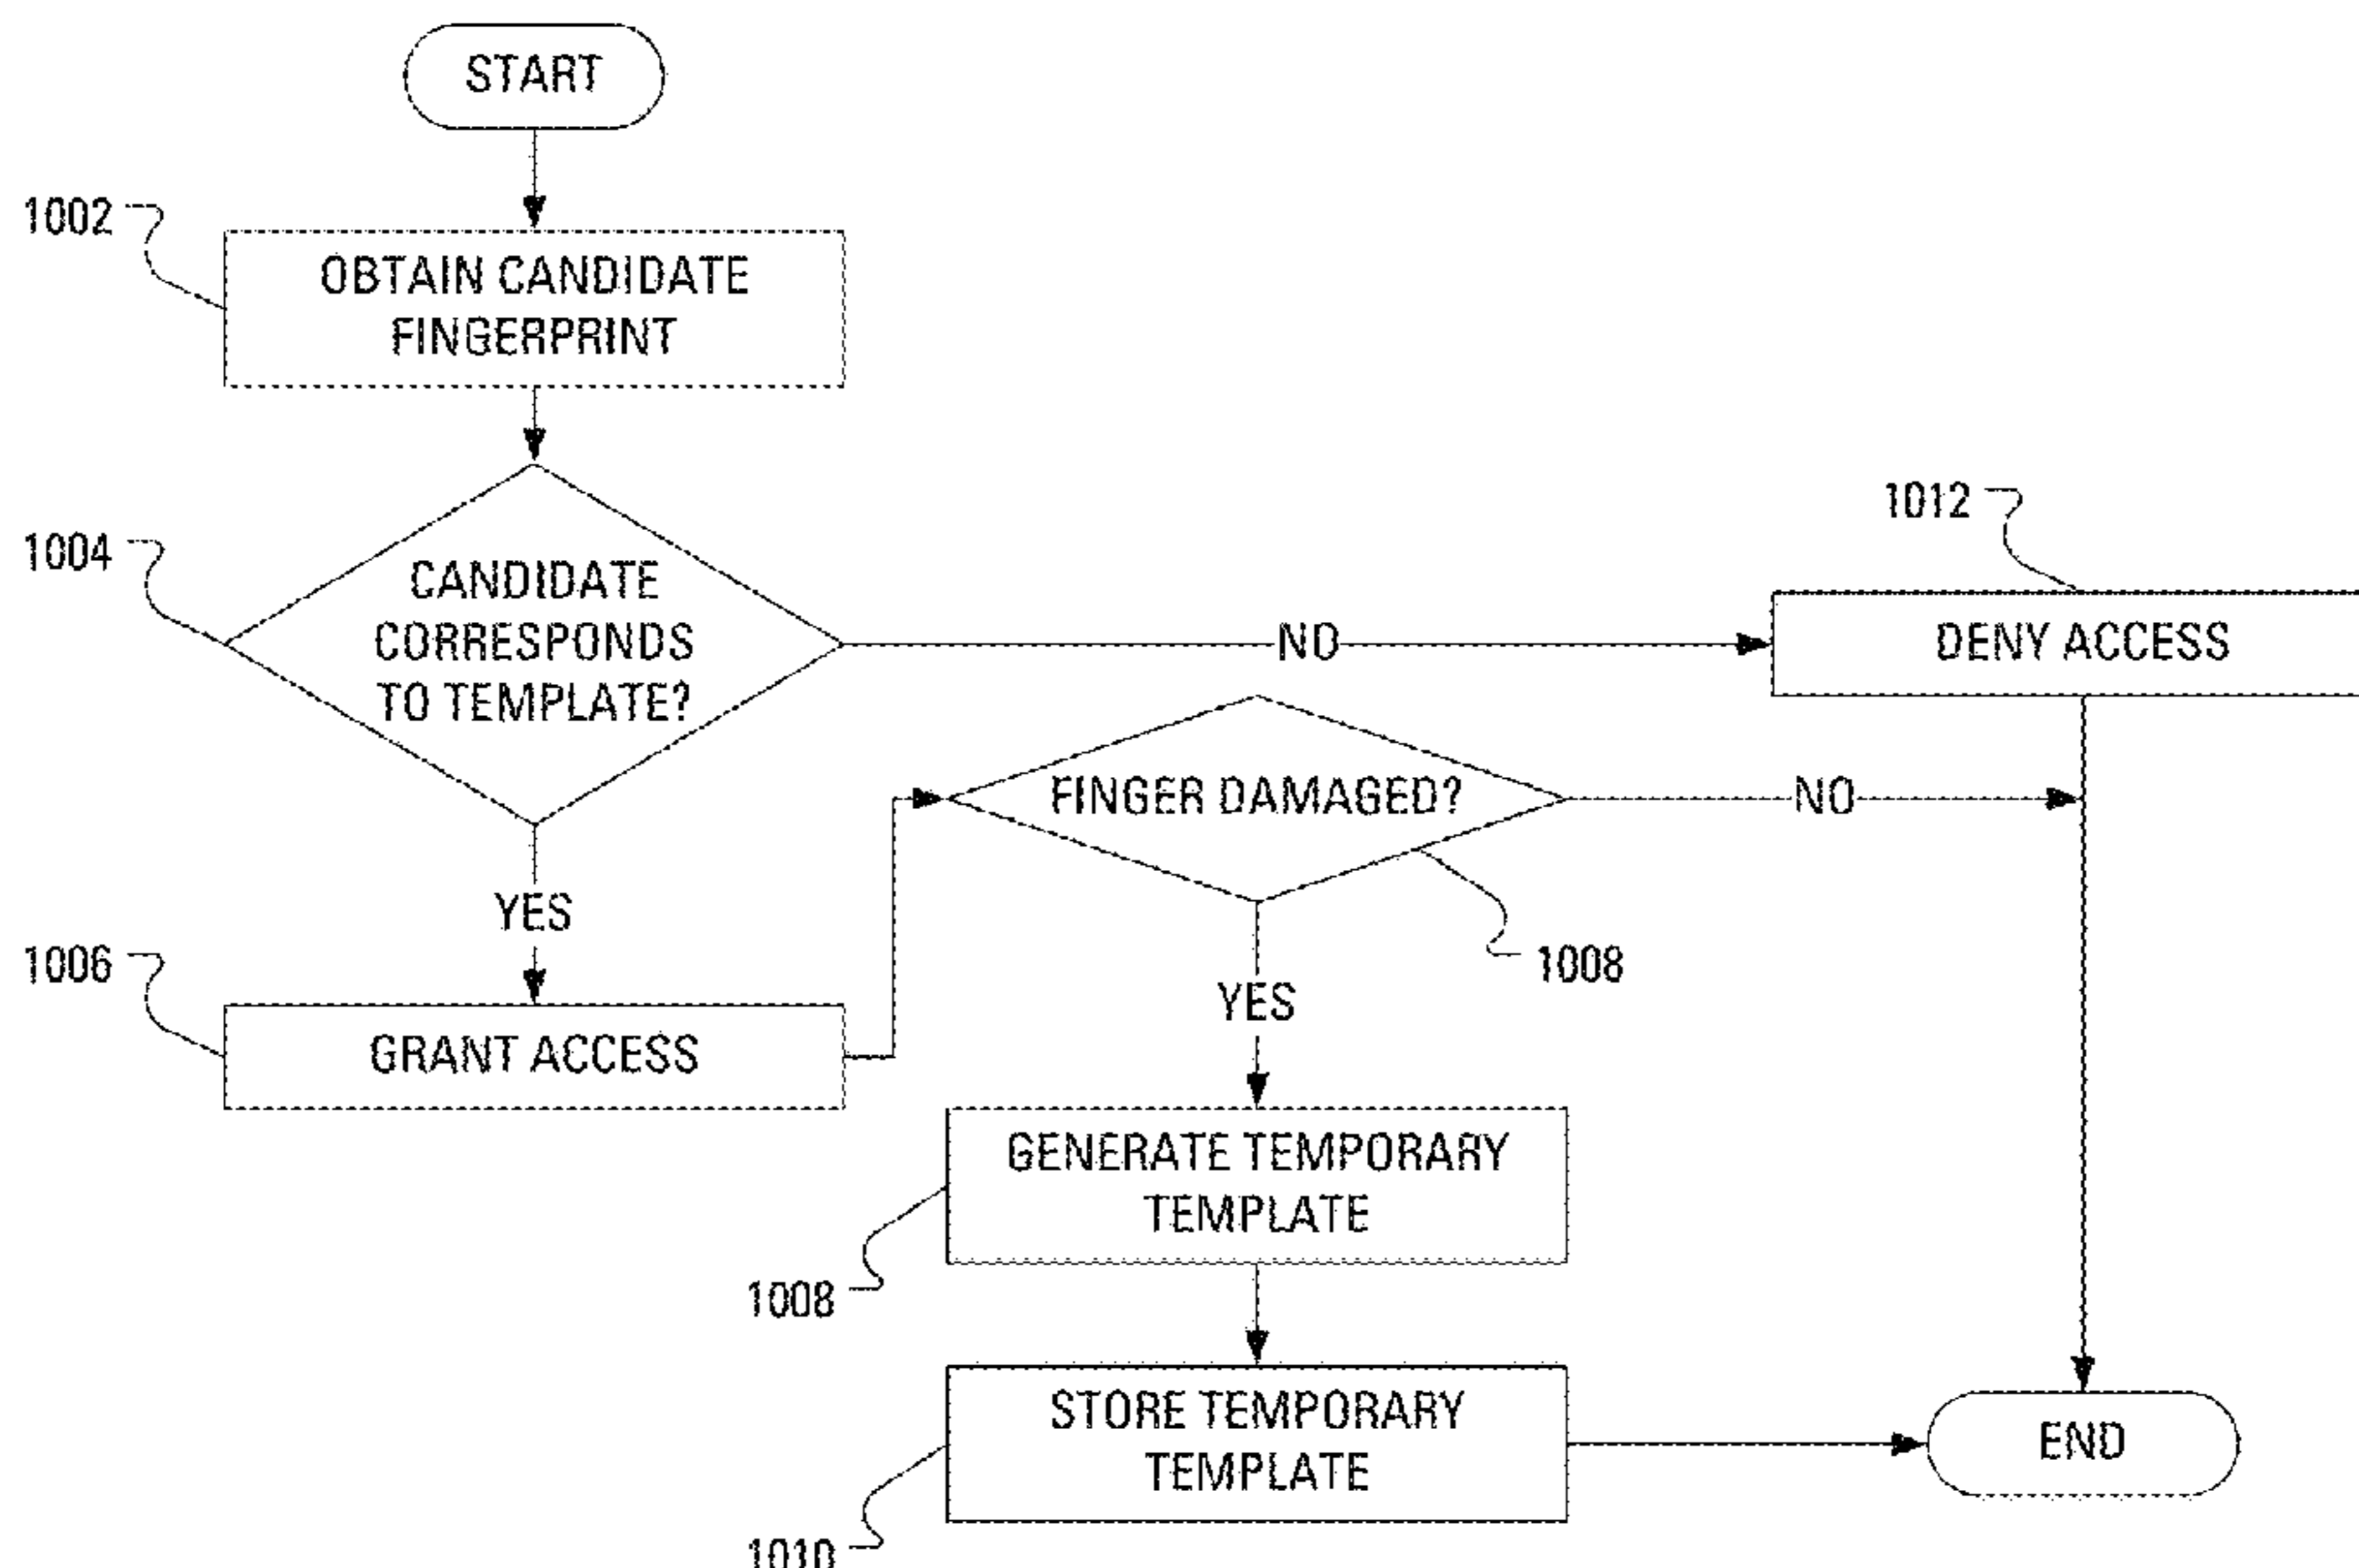 START
1002
OBTAIN CANDIDATE
FINGERPRINT
1004
CANDIDATE
CORRESPONDS
TO TEMPLATE?
NO
1012
DENY ACCESS
FINGER DAMAGED?
NO
1008
YES
1006
GRANT ACCESS
YES
GENERATE TEMPORARY
TEMPLATE
1008
STORE TEMPORARY
TEMPLATE
1010
END